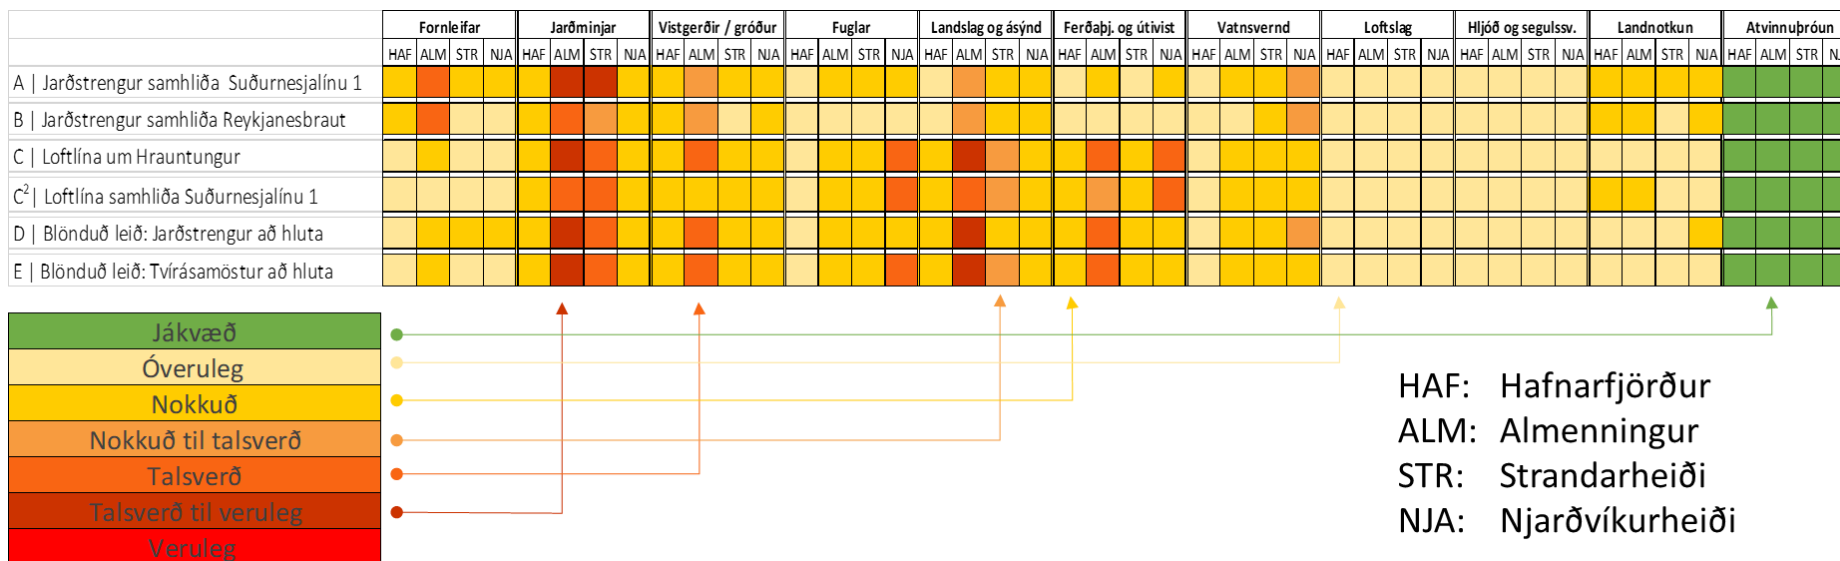 Fornleifar Jarðminjar Vistgerðir / gróður Fuglar Landslag og ásýnd Ferðaþj. og útivist Vatnsvernd Loftslag Hljóð og segulssv. Landnotkun Atvinnuþróun
HAF ALM STR NJA HAF ALM STR NJA HAF ALM STR NJA HAF ALM STR NJA HAF ALM STR NJA HAF ALM STR NJA HAF ALM STR NJA HAF ALM STR NJA HAF ALM STR NJA HAF ALM STR NJA HAF ALM STR NJ
A | Jarðstrengur samhliða Suðurnesjalínu 1
B | Jarðstrengur samhliða Reykjanesbraut
C | Loftlína um Hrauntungur
C² | Loftlína samhliða Suðurnesjalínu 1
D | Blönduð leið: Jarðstrengur að hluta
E | Blönduð leið: Tvírásamöstur að hluta
Jákvæð
Óveruleg
Nokkuð
Nokkuð til talsverð
Talsverð
Talsverð til veruleg
Veruleg
HAF: Hafnarfjörður
ALM: Almenningur
STR: Strandarheiði
NJA: Njarðvíkurheiði